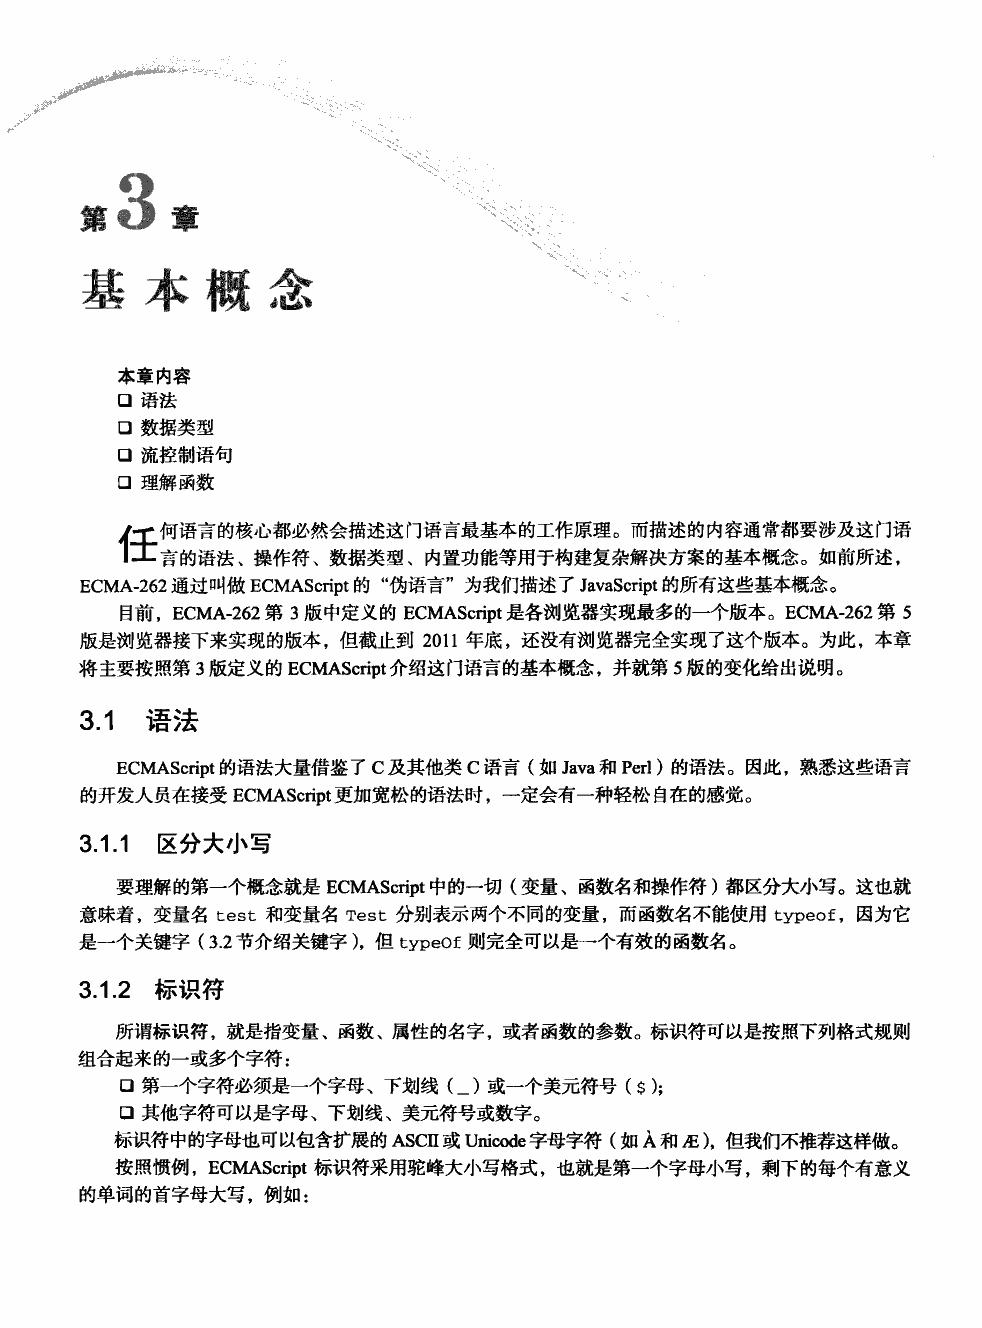 第3章
基本概念
本章内容
❑ 语法
❑ 数据类型
❑ 流控制语句
❑ 理解函数
任何语言的核心都必然会描述这门语言最基本的工作原理。而描述的内容通常都要涉及这门语
言的语法、操作符、数据类型、内置功能等用于构建复杂解决方案的基本概念。如前所述，
ECMA-262 通过叫做 ECMAScript 的“伪语言”为我们描述了 JavaScript 的所有这些基本概念。
目前，ECMA-262 第 3 版中定义的 ECMAScript 是各浏览器实现最多的一个版本。ECMA-262 第 5
版是浏览器接下来实现的版本，但截止到 2011 年底，还没有浏览器完全实现了这个版本。为此，本章
将主要按照第 3 版定义的 ECMAScript 介绍这门语言的基本概念，并就第 5 版的变化给出说明。
3.1 语法
ECMAScript 的语法大量借鉴了 C 及其他类 C 语言（如 Java 和 Perl）的语法。因此，熟悉这些语言
的开发人员在接受 ECMAScript 更加宽松的语法时，一定会有一种轻松自在的感觉。
3.1.1 区分大小写
要理解的第一个概念就是 ECMAScript 中的一切（变量、函数名和操作符）都区分大小写。这也就
意味着，变量名 test 和变量名 Test 分别表示两个不同的变量，而函数名不能使用 typeof，因为它
是一个关键字（3.2 节介绍关键字），但 typeOf 则完全可以是一个有效的函数名。
3.1.2 标识符
所谓标识符，就是指变量、函数、属性的名字，或者函数的参数。标识符可以是按照下列格式规则
组合起来的一或多个字符：
❑ 第一个字符必须是一个字母、下划线（_）或一个美元符号（$）；
❑ 其他字符可以是字母、下划线、美元符号或数字。
标识符中的字母也可以包含扩展的 ASCII 或 Unicode 字母字符（如 À 和 Æ），但我们不推荐这样做。
按照惯例，ECMAScript 标识符采用驼峰大小写格式，也就是第一个字母小写，剩下的每个有意义
的单词的首字母大写，例如：